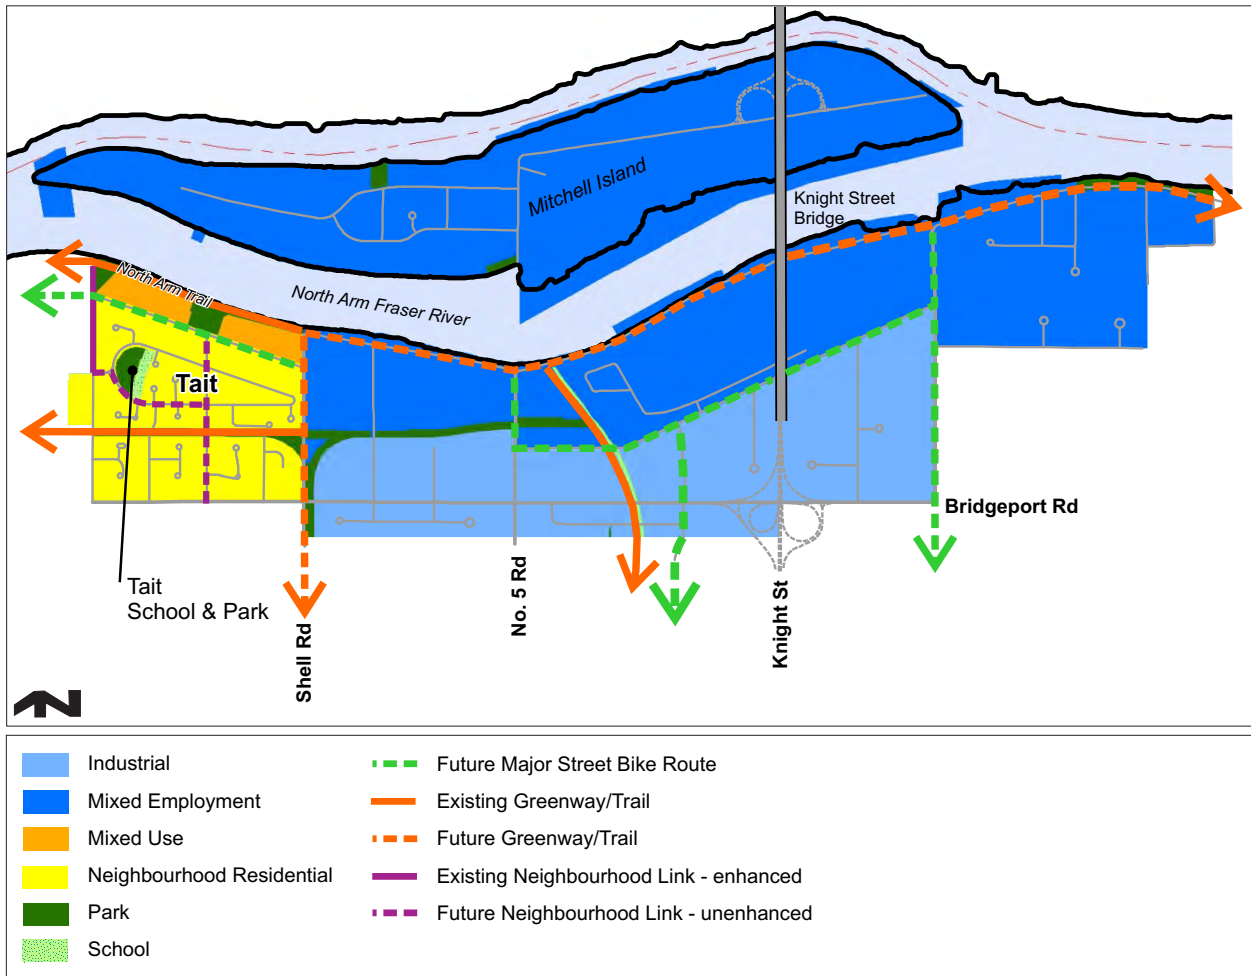 Mitchell Island
Knight Street
Bridge
North Arm Trail
North Arm Fraser River
Tait
Bridgeport Rd
Tait
School & Park
Shell Rd
No. 5 Rd
Knight St
N
Industrial
Mixed Employment
Mixed Use
Neighbourhood Residential
Park
School
Future Major Street Bike Route
Existing Greenway/Trail
Future Greenway/Trail
Existing Neighbourhood Link - enhanced
Future Neighbourhood Link - unenhanced